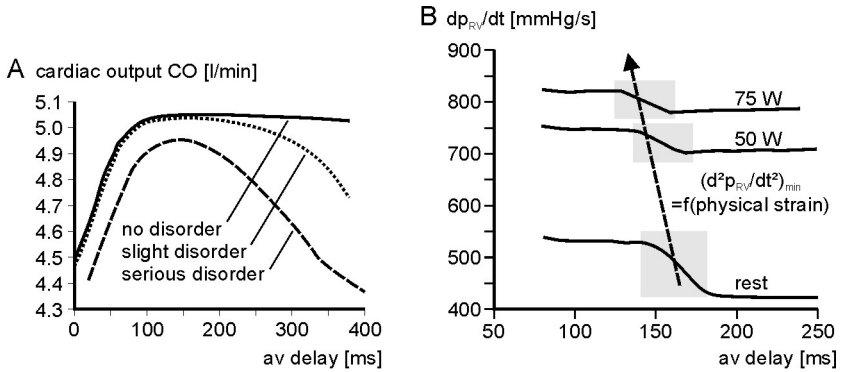 A cardiac output CO [l/min]
5.1
5.0
4.9
4.8
4.7
4.6
4.5
4.4
4.3
no disorder
slight disorder
serious disorder
0 100 200 300 400
av delay [ms]
B dp_RV/dt [mmHg/s]
900
800
700
600
500
400
75 W
50 W
(d²p_RV/dt²)_min
=f(physical strain)
rest
50 100 150 200 250
av delay [ms]